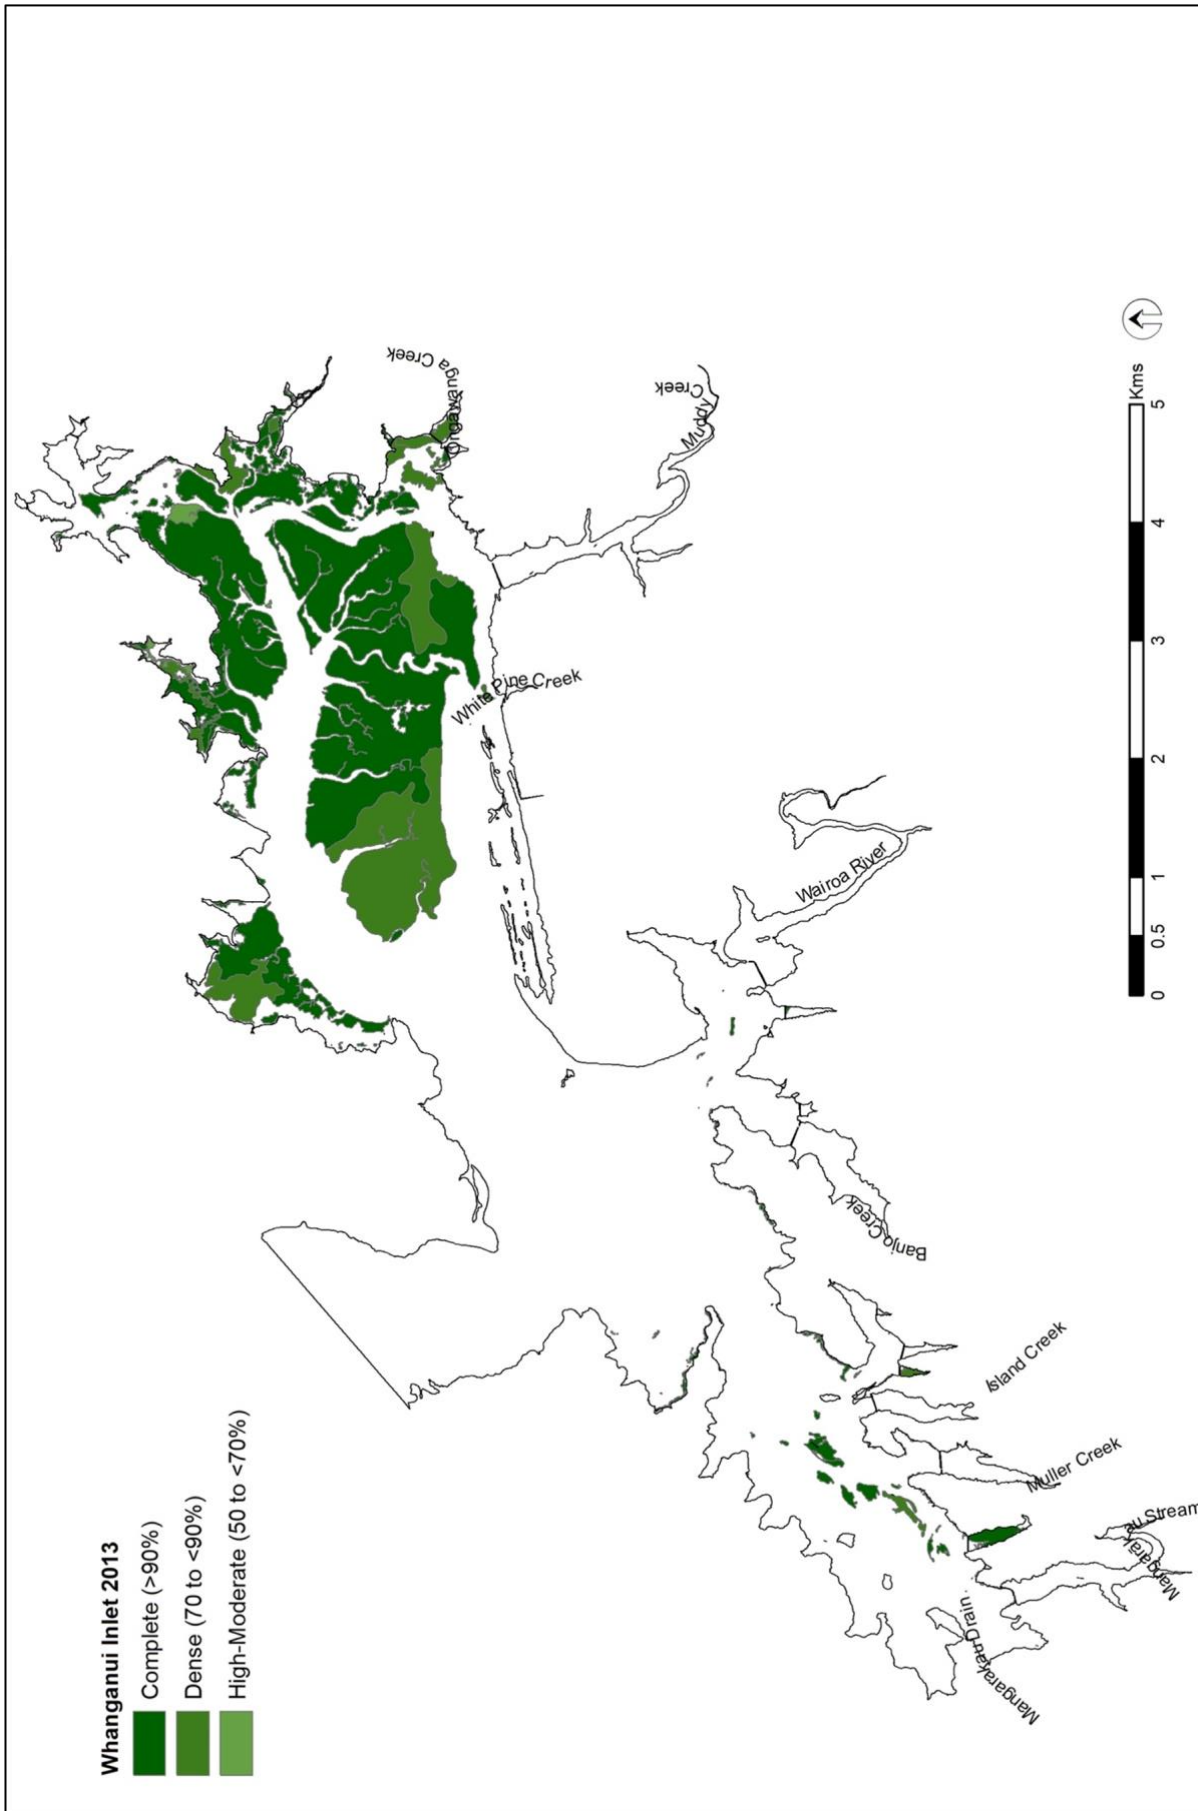 Whanganui Inlet 2013
Complete (>90%)
Dense (70 to <90%)
High-Moderate (50 to <70%)
Ongawanga Creek
Muddy Creek
White Pine Creek
Wairoa River
Banjo Creek
Island Creek
Muller Creek
Mangarakau Stream
Mangarakau Drain
0 0.5 1 2 3 4 5
Kms